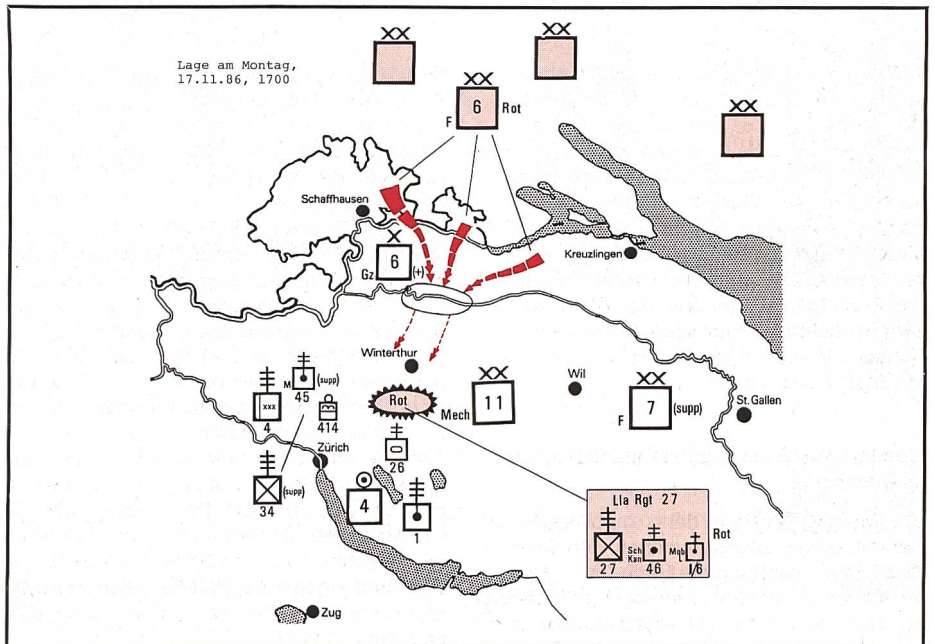 Lage am Montag,
17.11.86, 1700
XX
XX
XX
F 6 Rot
XX
Schaffhausen
X
Gz 6 (+)
Kreuzlingen
Winterthur
Rot
XX
Mech 11
Wil
XX
F 7 (supp)
St.Gallen
M (supp)
45
xxx
4
414
26
Zürich
(supp)
34
4
1
Lla Rgt 27
Rot
27
Sch
Kan
46
Mqb
1/6
Zug